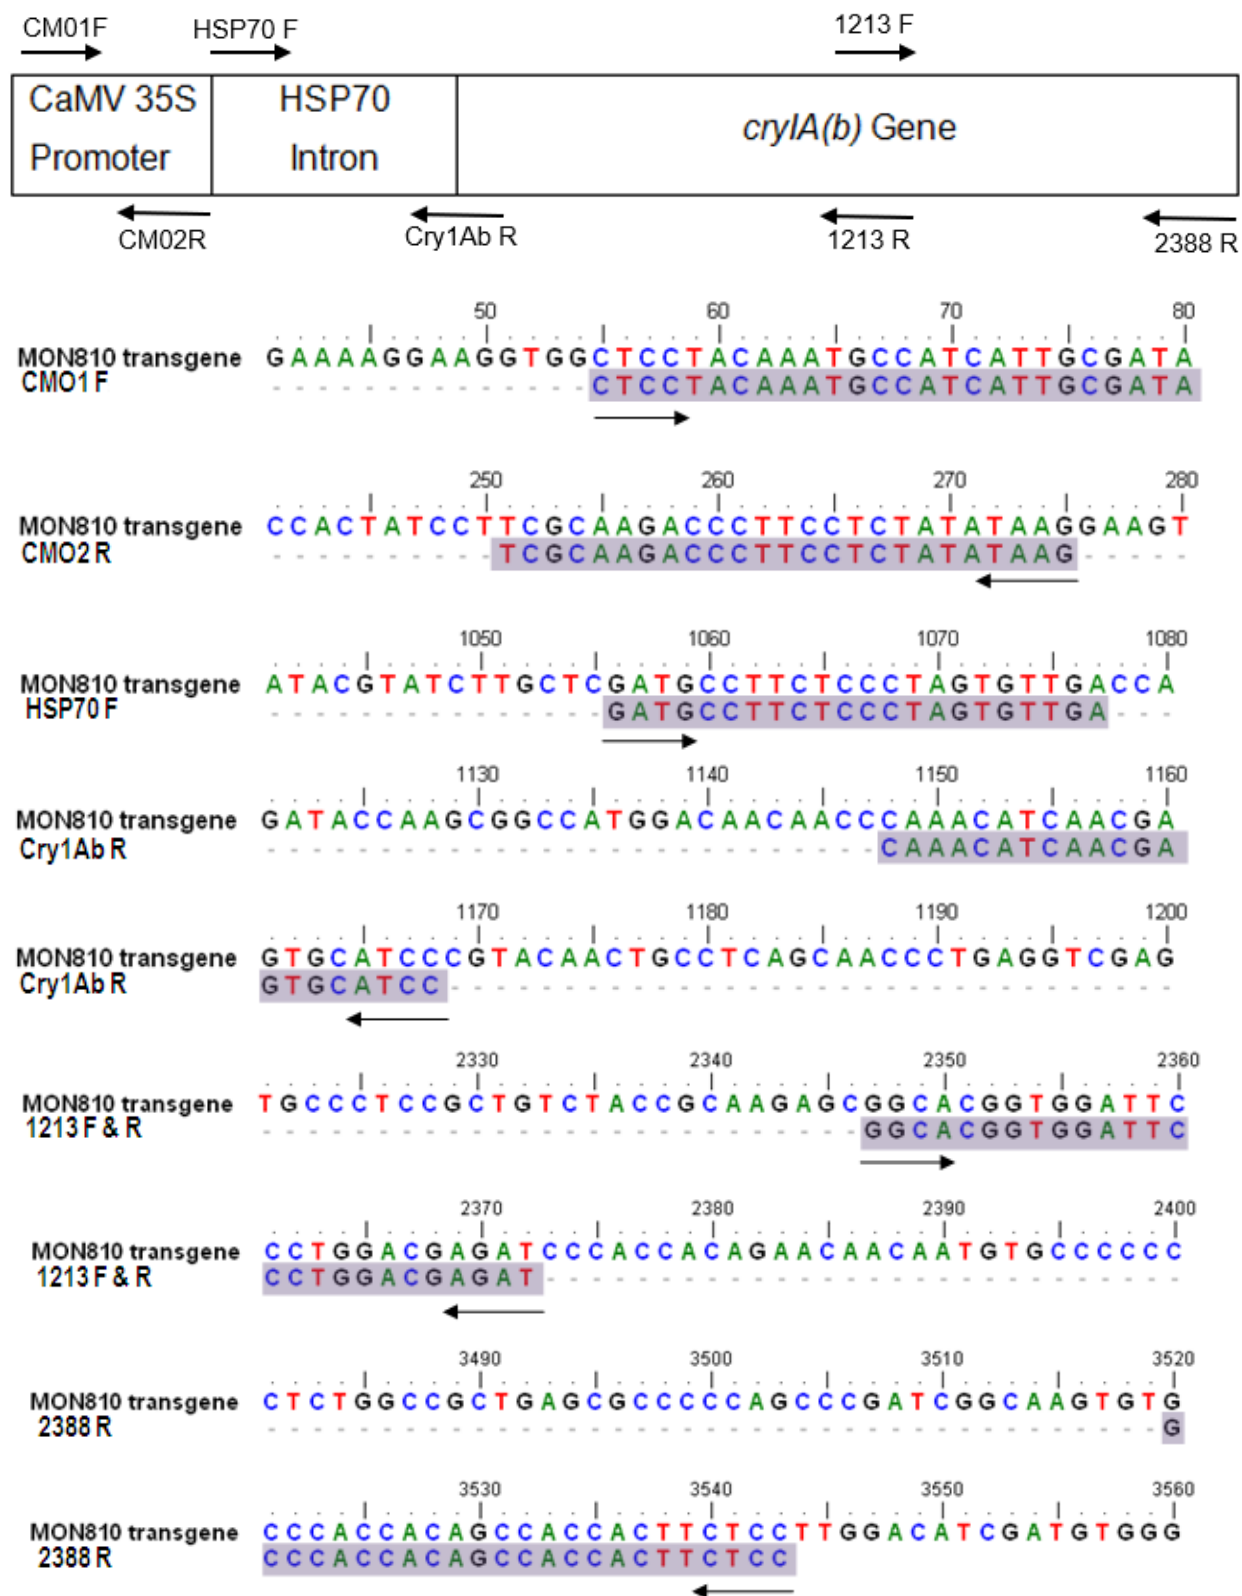 CM01F HSP70 F 1213 F
CaMV 35S HSP70
cryIA(b) Gene
Promoter Intron
CM02R Cry1Ab R 1213 R 2388 R
50 60 70 80
MON810 transgene GAAAAGGAAGGTGGCTCCTACAAATGCCATCATTGCGATA
CMO1 F CTCCTACAAATGCCATCATTGCGATA
250 260 270 280
MON810 transgene CCACTATCCTTCGCAAGACCCTTCCTCTATATAAGGAAGT
CMO2 R TCGCAAGACCCTTCCTCTATATAAG
1050 1060 1070 1080
MON810 transgene ATACGTATCTTGCTCGATGCCTTCTCCCTAGTGTTGACCA
HSP70 F GATGCCTTCTCCCTAGTGTTGA
1130 1140 1150 1160
MON810 transgene GATACCAAGCGGCCATGGACAACAACCCAAACATCAACGA
Cry1Ab R CAAACATCAACGA
1170 1180 1190 1200
MON810 transgene GTGCATCCCGTACAACTGCCTCAGCAACCCTGAGGTCGAG
Cry1Ab R GTGCATCC
2330 2340 2350 2360
MON810 transgene TGCCCTCCGCTGTCTACCGCAAGAGCGGCACGGTGGATTC
1213 F & R GGCACGGTGGATTC
2370 2380 2390 2400
MON810 transgene CCTGGACGAGATCCCACCACAGAACAACAATGTGCCCCCC
1213 F & R CCTGGACGAGAT
3490 3500 3510 3520
MON810 transgene CTCTGGCCGCTGAGCGCCCCCAGCCCGATCGGCAAGTGTG
2388 R G
3530 3540 3550 3560
MON810 transgene CCCACCACAGCCACCACTTCTCCTTGGACATCGATGTGGG
2388 R CCCACCACAGCCACCACTTCTCC